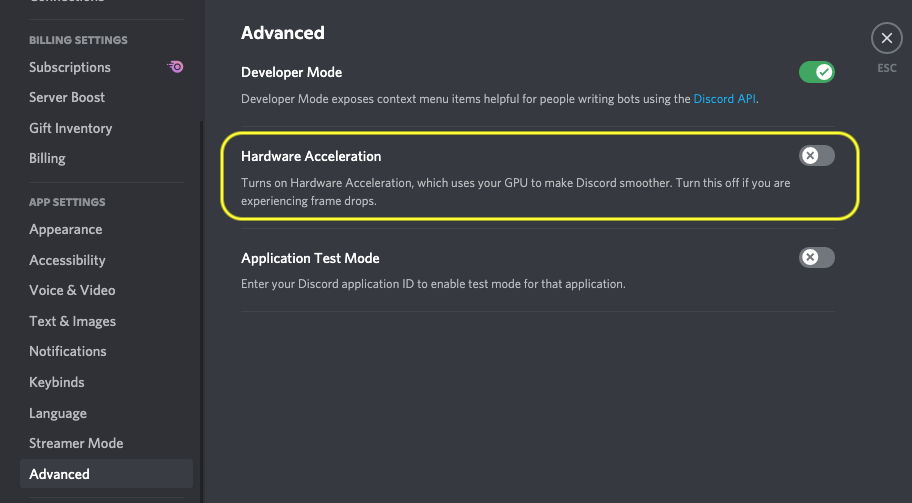 Connections
BILLING SETTINGS
Subscriptions
Server Boost
Gift Inventory
Billing
APP SETTINGS
Appearance
Accessibility
Voice & Video
Text & Images
Notifications
Keybinds
Language
Streamer Mode
Advanced
Advanced
ESC
Developer Mode
Developer Mode exposes context menu items helpful for people writing bots using the Discord API.
Hardware Acceleration
Turns on Hardware Acceleration, which uses your GPU to make Discord smoother. Turn this off if you are
experiencing frame drops.
Application Test Mode
Enter your Discord application ID to enable test mode for that application.